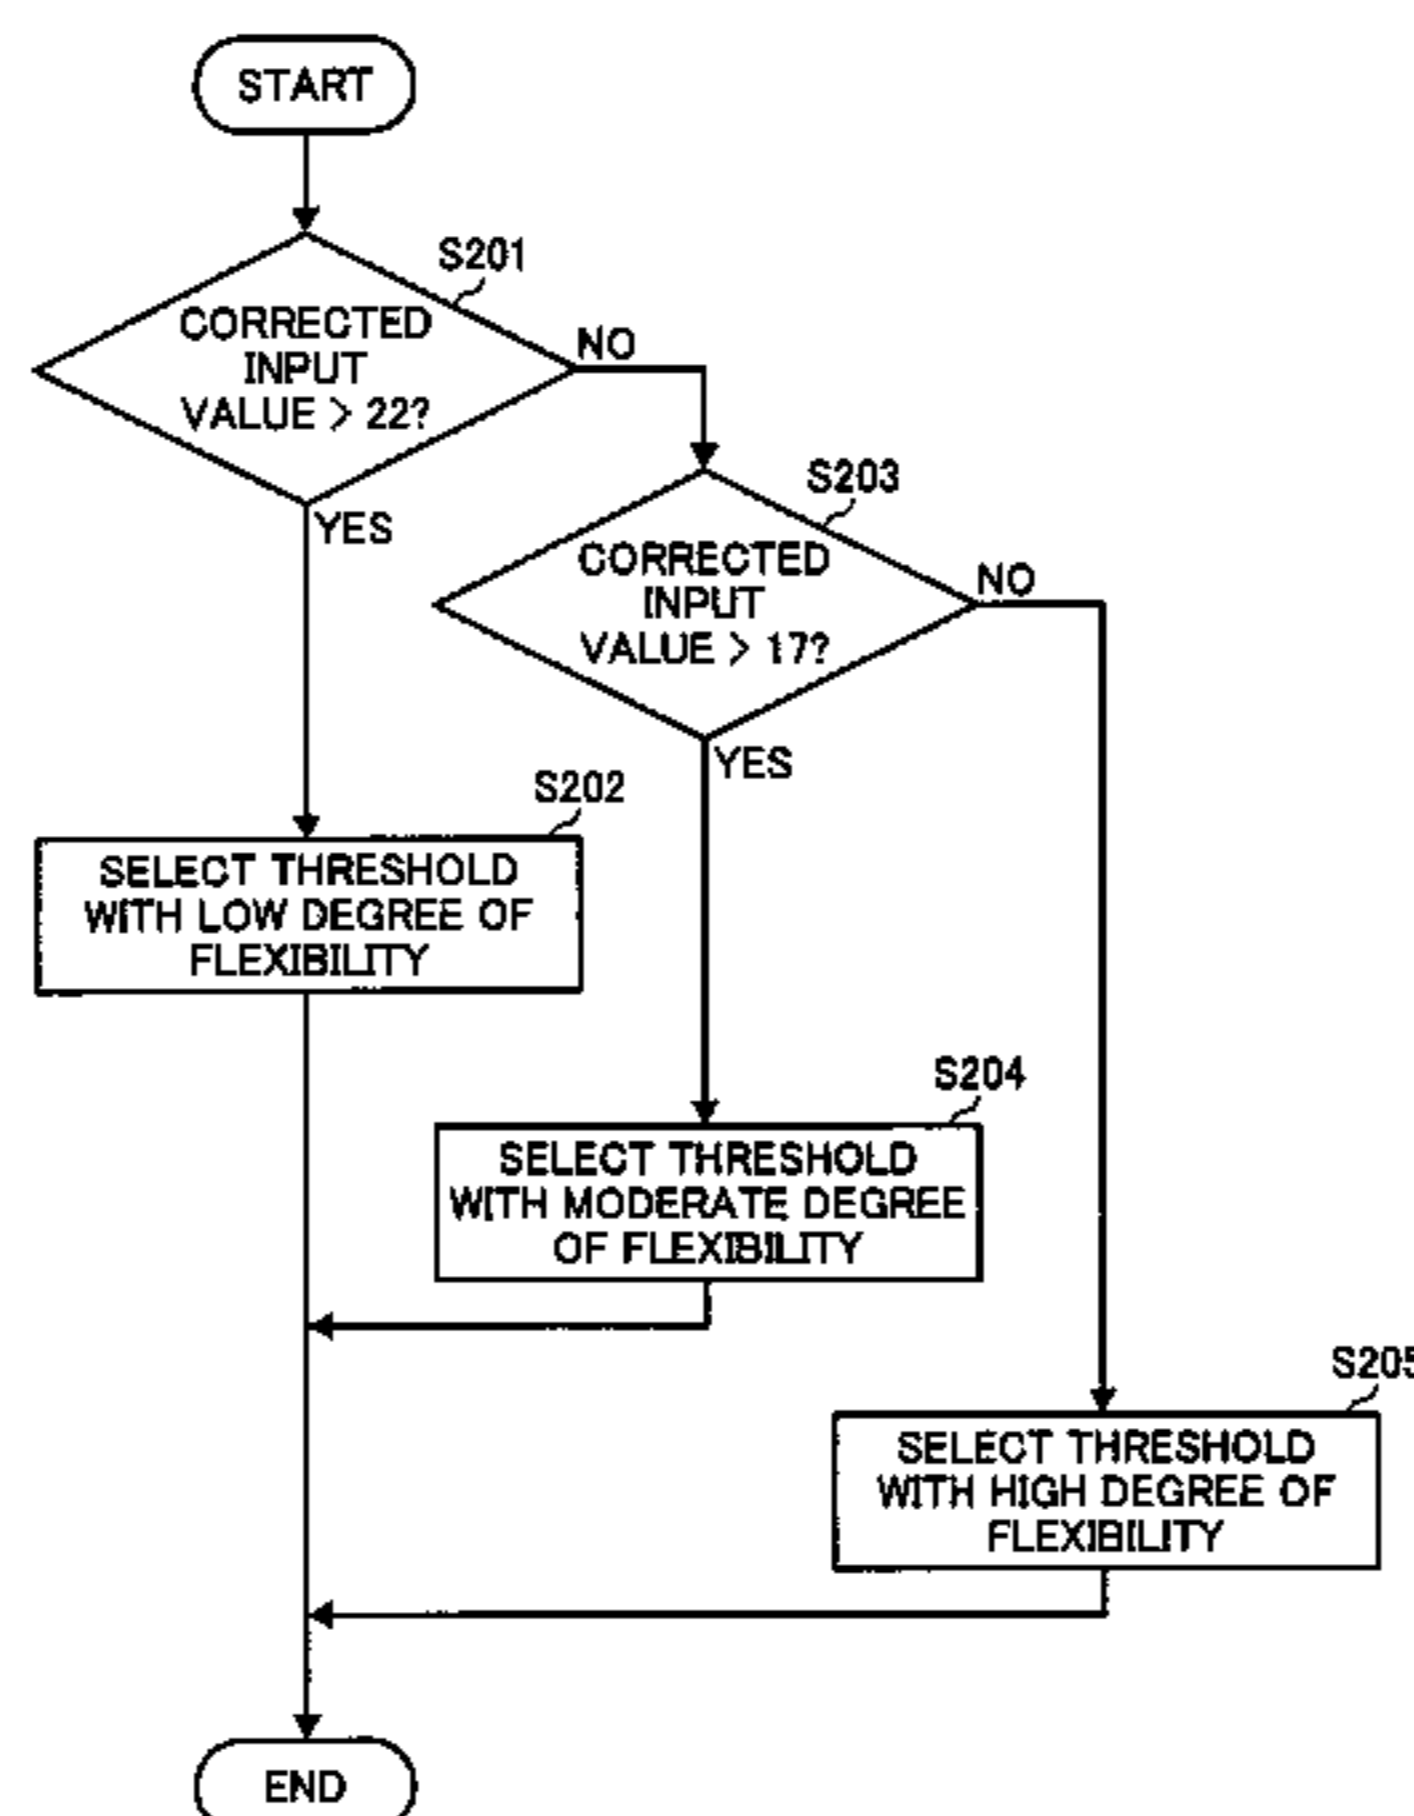 START
S201
CORRECTED
INPUT
VALUE > 22?
NO
YES
S203
CORRECTED
INPUT
VALUE > 17?
NO
YES
S202
SELECT THRESHOLD
WITH LOW DEGREE OF
FLEXIBILITY
S204
SELECT THRESHOLD
WITH MODERATE DEGREE
OF FLEXIBILITY
S205
SELECT THRESHOLD
WITH HIGH DEGREE OF
FLEXIBILITY
END